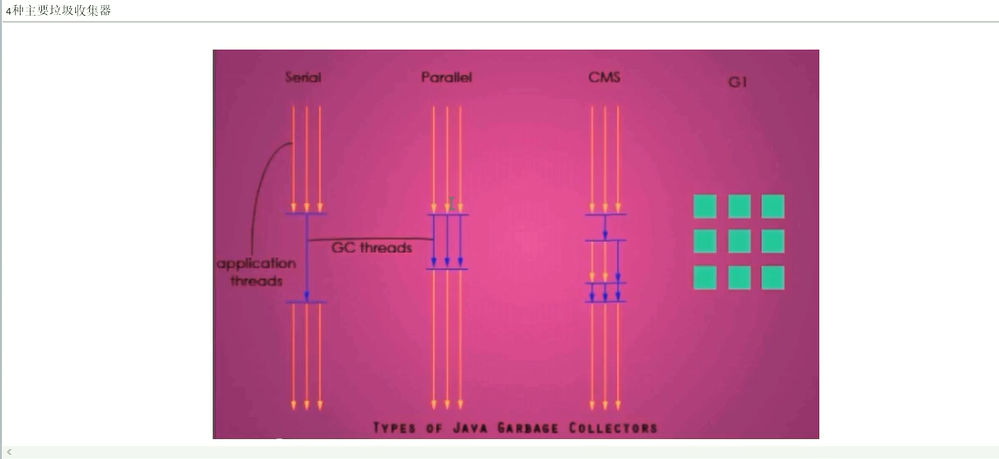 4种主要垃圾收集器
Serial
Parallel
CMS
G1
GC threads
application
threads
TYPES OF JAVA GARBAGE COLLECTORS